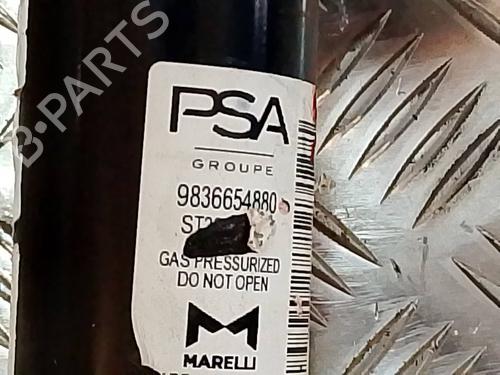 B-PARTS
PSA
GROUPE
9836654880
GAS PRESSURIZED
DO NOT OPEN
MARELLI